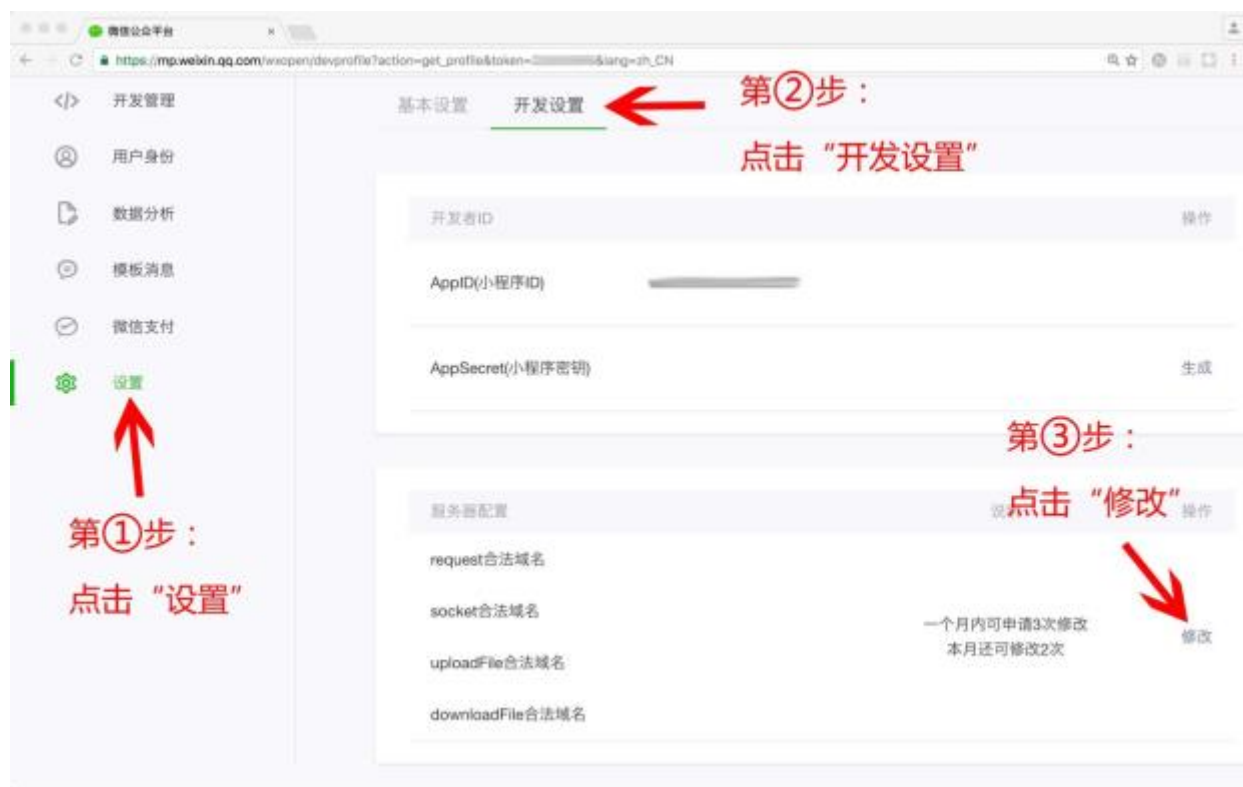 微信公众平台
https://mp.weixin.qq.com/wxopen/devprofile?action=get_profile&token=
&lang=zh_CN
开发管理
用户身份
数据分析
模板消息
微信支付
设置
基本设置
开发设置
第②步：
点击“开发设置”
开发者ID
操作
AppID(小程序ID)
AppSecret(小程序密钥)
生成
第①步：
点击“设置”
第③步：
点击“修改”
服务器配置
操作
request合法域名
socket合法域名
uploadFile合法域名
downloadFile合法域名
一个月内可申请3次修改
本月还可修改2次
修改